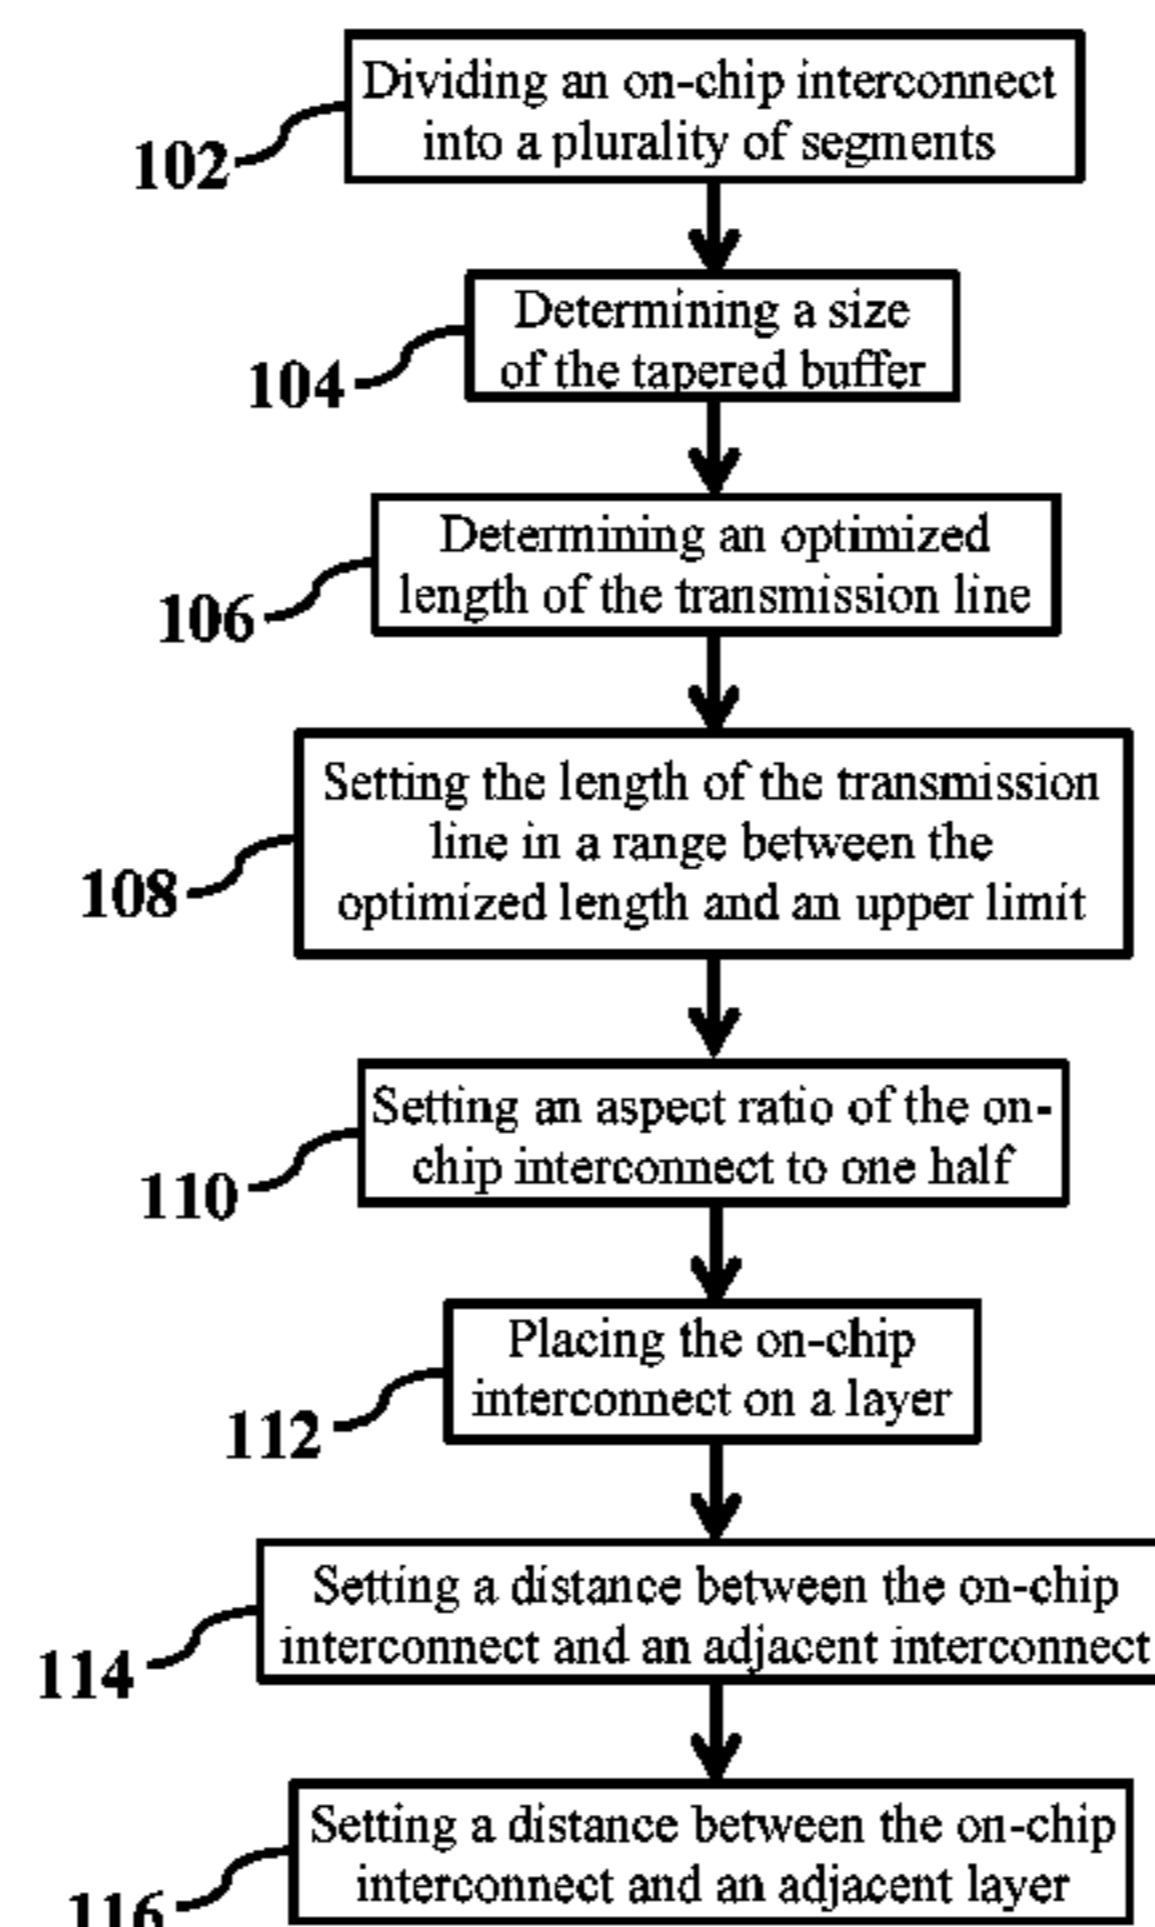 Dividing an on-chip interconnect
into a plurality of segments
102
Determining a size
of the tapered buffer
104
Determining an optimized
length of the transmission line
106
Setting the length of the transmission
line in a range between the
optimized length and an upper limit
108
Setting an aspect ratio of the on-
chip interconnect to one half
110
Placing the on-chip
interconnect on a layer
112
Setting a distance between the on-chip
interconnect and an adjacent interconnect
114
Setting a distance between the on-chip
interconnect and an adjacent layer
116